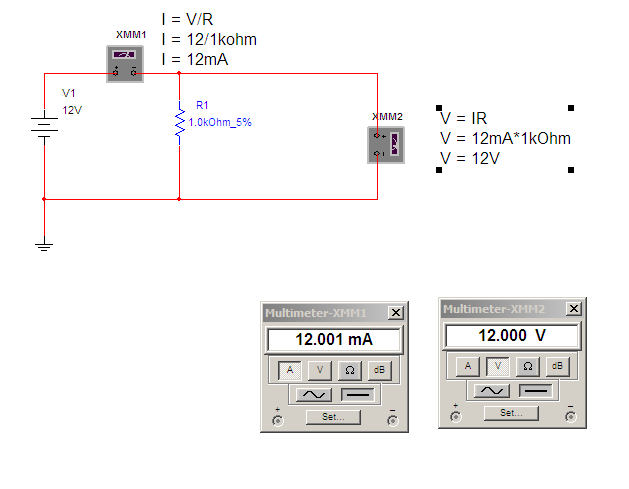 I = V/R
XMM1
I = 12/1kohm
I = 12mA
V1
12V
R1
1.0kOhm_5%
XMM2
V = IR
V = 12mA*1kOhm
V = 12V
Multimeter-XMM1
12.001 mA
A V Ω dB
Set...
+ −
Multimeter-XMM2
12.000 V
A V Ω dB
Set...
+ −